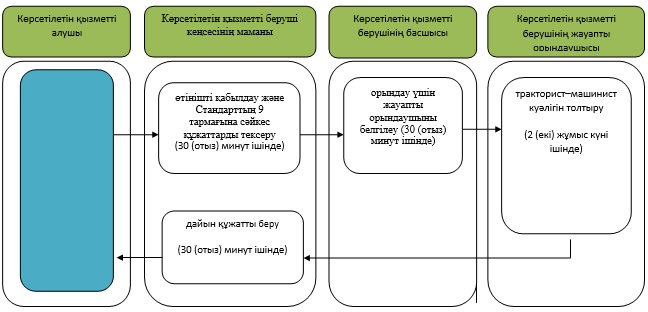 Көрсетілетін қызметті
алушы
Көрсетілетін қызметті беруші
кеңсесінің маманы
Көрсетілетін қызметті
берушінің басшысы
Көрсетілетін қызметті
берушінің жауапты
орындаушысы
өтінішті қабылдау және
Стандарттың 9
тармағына сәйкес
құжаттарды тексеру
(30 (отыз) минут ішінде)
орындау үшін
жауапты
орындаушыны
белгілеу (30 (отыз)
минут ішінде)
тракторист–машинист
куәлігін толтыру
(2 (екі) жұмыс күні
ішінде)
дайын құжатты беру
(30 (отыз) минут ішінде)